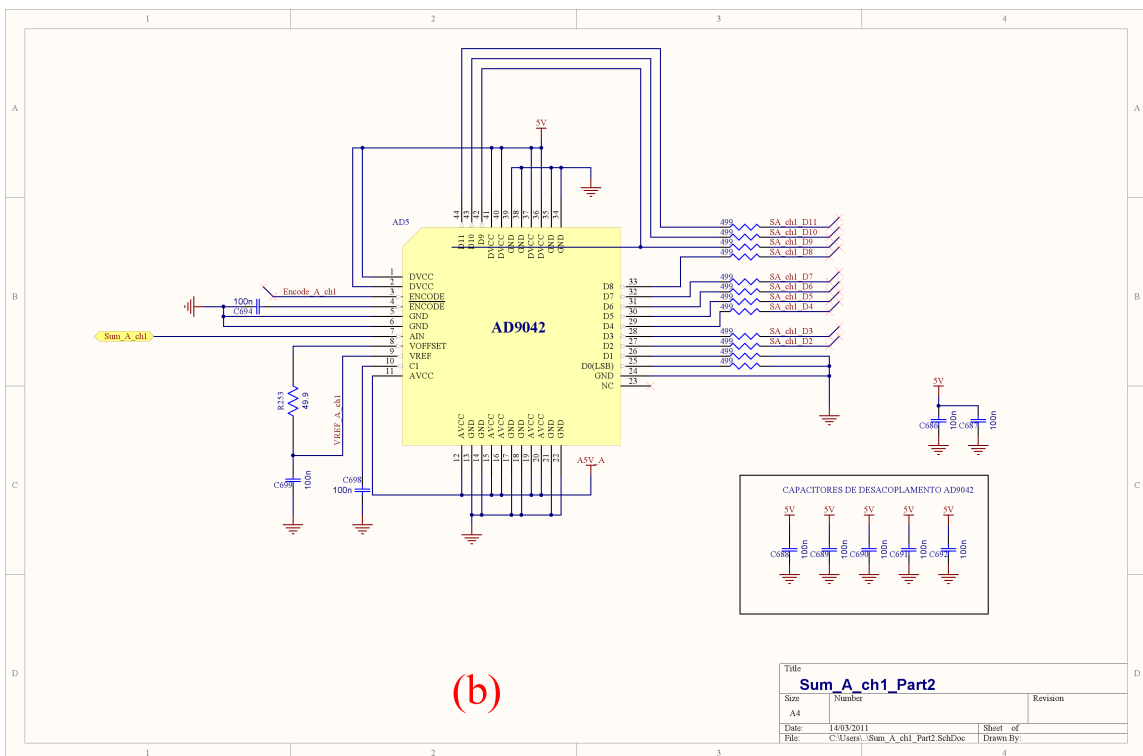 1 2 3 4
A A
5V
44 43 42 41 40 39 38 37 36 35 34
AD5
D11 D10 D9 DVCC DVCC GND GND DVCC DVCC GND GND
499 SA_ch1_D11
499 SA_ch1_D10
499 SA_ch1_D9
499 SA_ch1_D8
1 DVCC
2 DVCC
B B
Encode_A_ch1 3 ENCODE
100n C694 4 ENCODE
5 GND
6 GND
Sum_A_ch1 7 AIN
8 VOFFSET
9 VREF
10 C1
11 AVCC
AD9042
D8 33
D7 32 499 SA_ch1_D7
D6 31 499 SA_ch1_D6
D5 30 499 SA_ch1_D5
D4 29 499 SA_ch1_D4
D3 28 499 SA_ch1_D3
D2 27 499 SA_ch1_D2
D1 26 499
D0(LSB) 25 499
GND 24
NC 23
R253 49.9
VREF_A_ch1
AVCC GND GND AVCC AVCC GND GND AVCC AVCC GND GND
12 13 14 15 16 17 18 19 20 21 22
A5V_A
C699 100n
C698
100n
5V
C686 100n C687 100n
C C
CAPACITORES DE DESACOPLAMENTO AD9042
5V 5V 5V 5V 5V
C688 100n C689 100n C690 100n C691 100n C692 100n
D D
(b)
Title
Sum_A_ch1_Part2
Size Number Revision
A4
Date: 14/03/2011 Sheet of
File: C:\Users\..\Sum_A_ch1_Part2.SchDoc Drawn By:
1 2 3 4